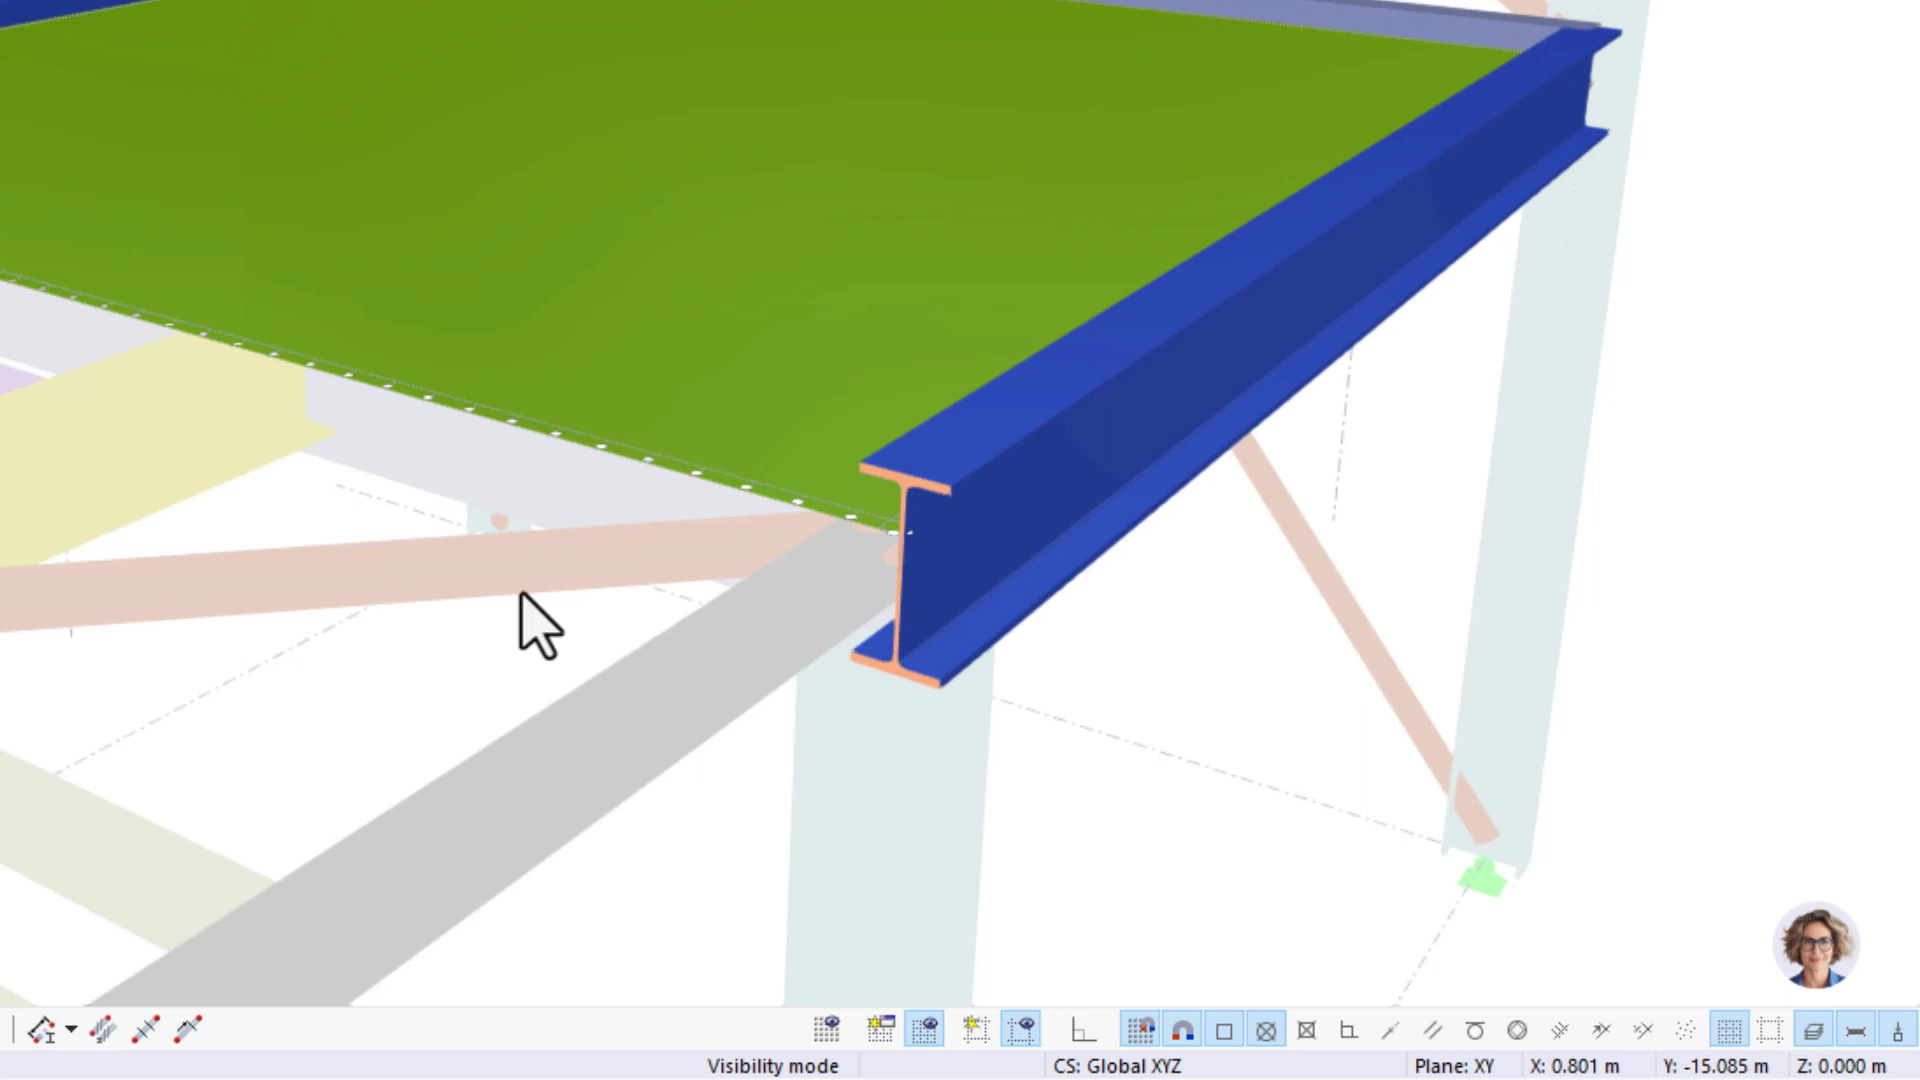 Visibility mode
CS: Global XYZ
Plane: XY
X: 0.801 m
Y: -15.085 m
Z: 0.000 m